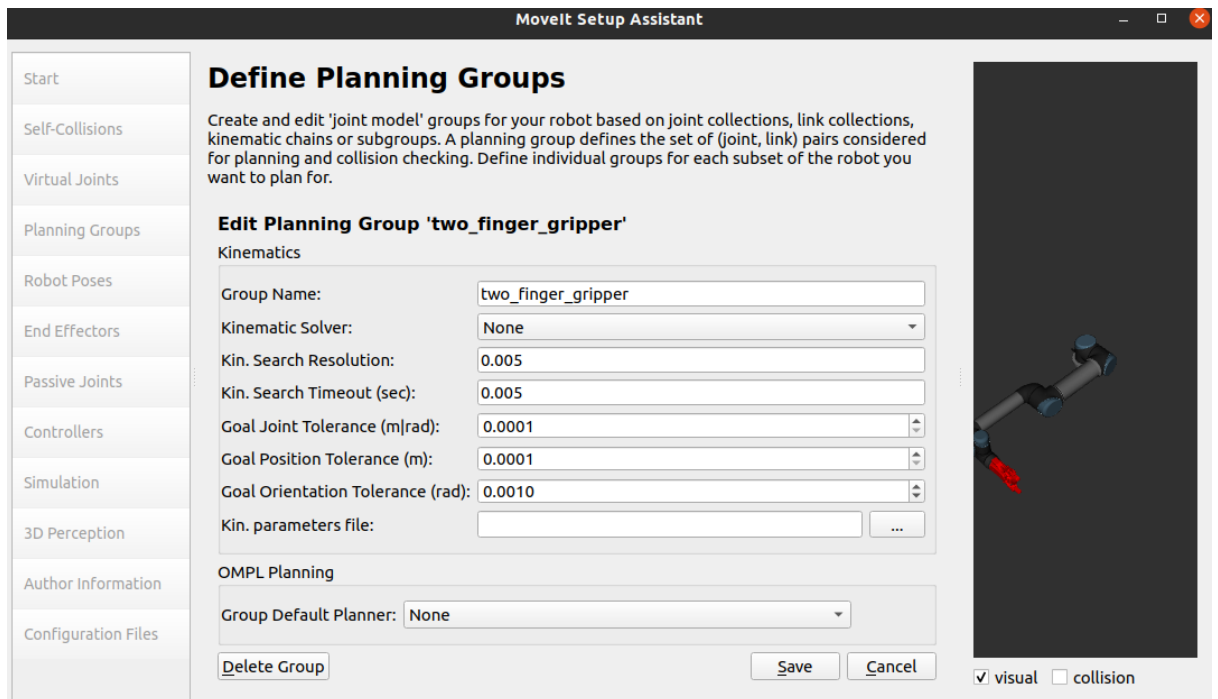 MoveIt Setup Assistant
Start
Self-Collisions
Virtual Joints
Planning Groups
Robot Poses
End Effectors
Passive Joints
Controllers
Simulation
3D Perception
Author Information
Configuration Files
Define Planning Groups
Create and edit 'joint model' groups for your robot based on joint collections, link collections,
kinematic chains or subgroups. A planning group defines the set of (joint, link) pairs considered
for planning and collision checking. Define individual groups for each subset of the robot you
want to plan for.
Edit Planning Group 'two_finger_gripper'
Kinematics
Group Name: two_finger_gripper
Kinematic Solver: None
Kin. Search Resolution: 0.005
Kin. Search Timeout (sec): 0.005
Goal Joint Tolerance (m|rad): 0.0001
Goal Position Tolerance (m): 0.0001
Goal Orientation Tolerance (rad): 0.0010
Kin. parameters file: ...
OMPL Planning
Group Default Planner: None
Delete Group Save Cancel
visual collision